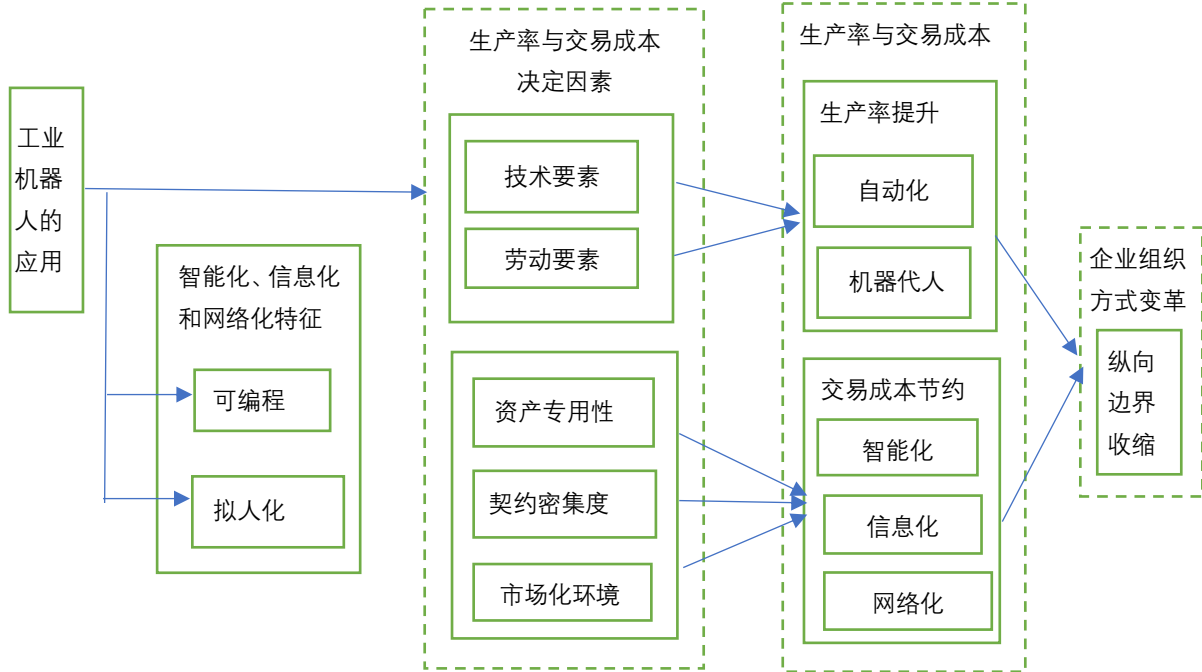 工业
机器
人的
应用
智能化、信息化
和网络化特征
可编程
拟人化
生产率与交易成本
决定因素
技术要素
劳动要素
资产专用性
契约密集度
市场化环境
生产率与交易成本
生产率提升
自动化
机器代人
交易成本节约
智能化
信息化
网络化
企业组织
方式变革
纵向
边界
收缩